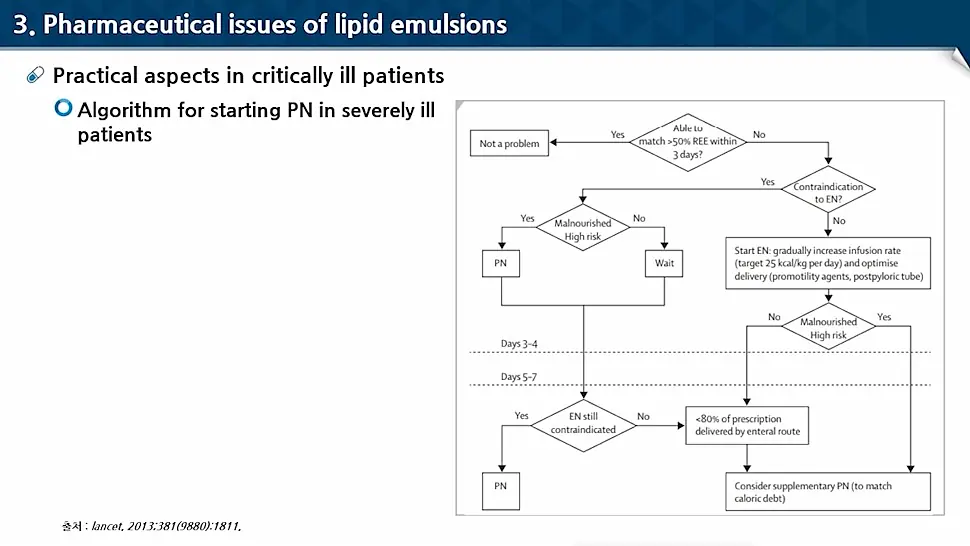 3. Pharmaceutical issues of lipid emulsions
Practical aspects in critically ill patients
Algorithm for starting PN in severely ill
patients
Able to
match >50% REE within
3 days?
Yes
No
Not a problem
Contraindication
to EN?
Yes
No
Malnourished
High risk
Yes
No
PN
Wait
Start EN: gradually increase infusion rate
(target 25 kcal/kg per day) and optimise
delivery (promotility agents, postpyloric tube)
Malnourished
High risk
No
Yes
Days 3–4
Days 5–7
EN still
contraindicated
Yes
No
<80% of prescription
delivered by enteral route
PN
Consider supplementary PN (to match
caloric debt)
출처 : lancet. 2013;381(9880):1811.